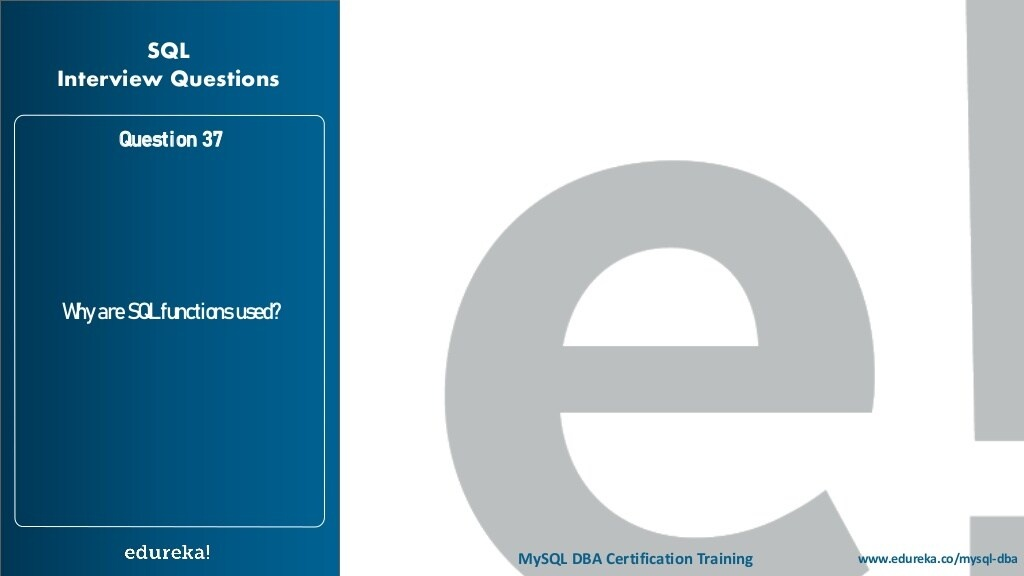 SQL
Interview Questions
Question 37
Why are SQL functions used?
edureka!
e!
MySQL DBA Certification Training
www.edureka.co/mysql-dba